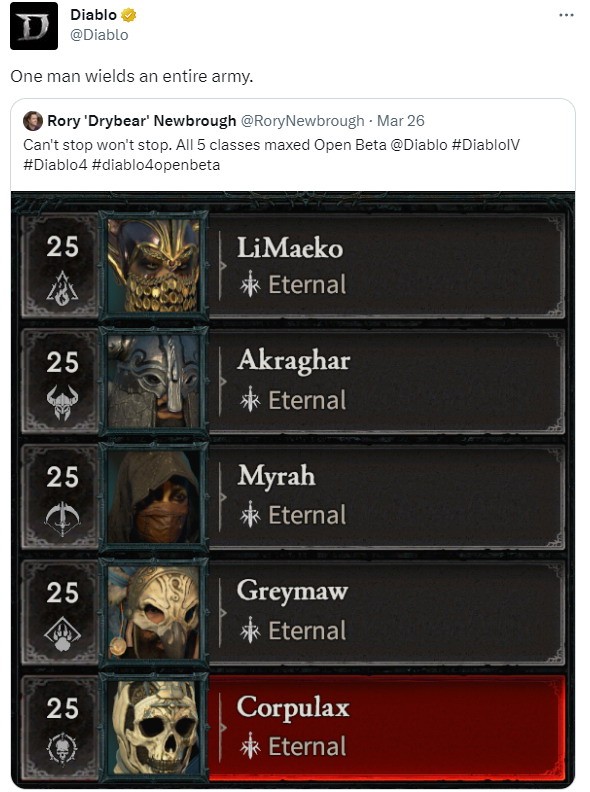 Diablo
@Diablo
One man wields an entire army.
Rory 'Drybear' Newbrough @RoryNewbrough · Mar 26
Can't stop won't stop. All 5 classes maxed Open Beta @Diablo #DiabloIV
#Diablo4 #diablo4openbeta
25
LiMaeko
Eternal
25
Akraghar
Eternal
25
Myrah
Eternal
25
Greymaw
Eternal
25
Corpulax
Eternal